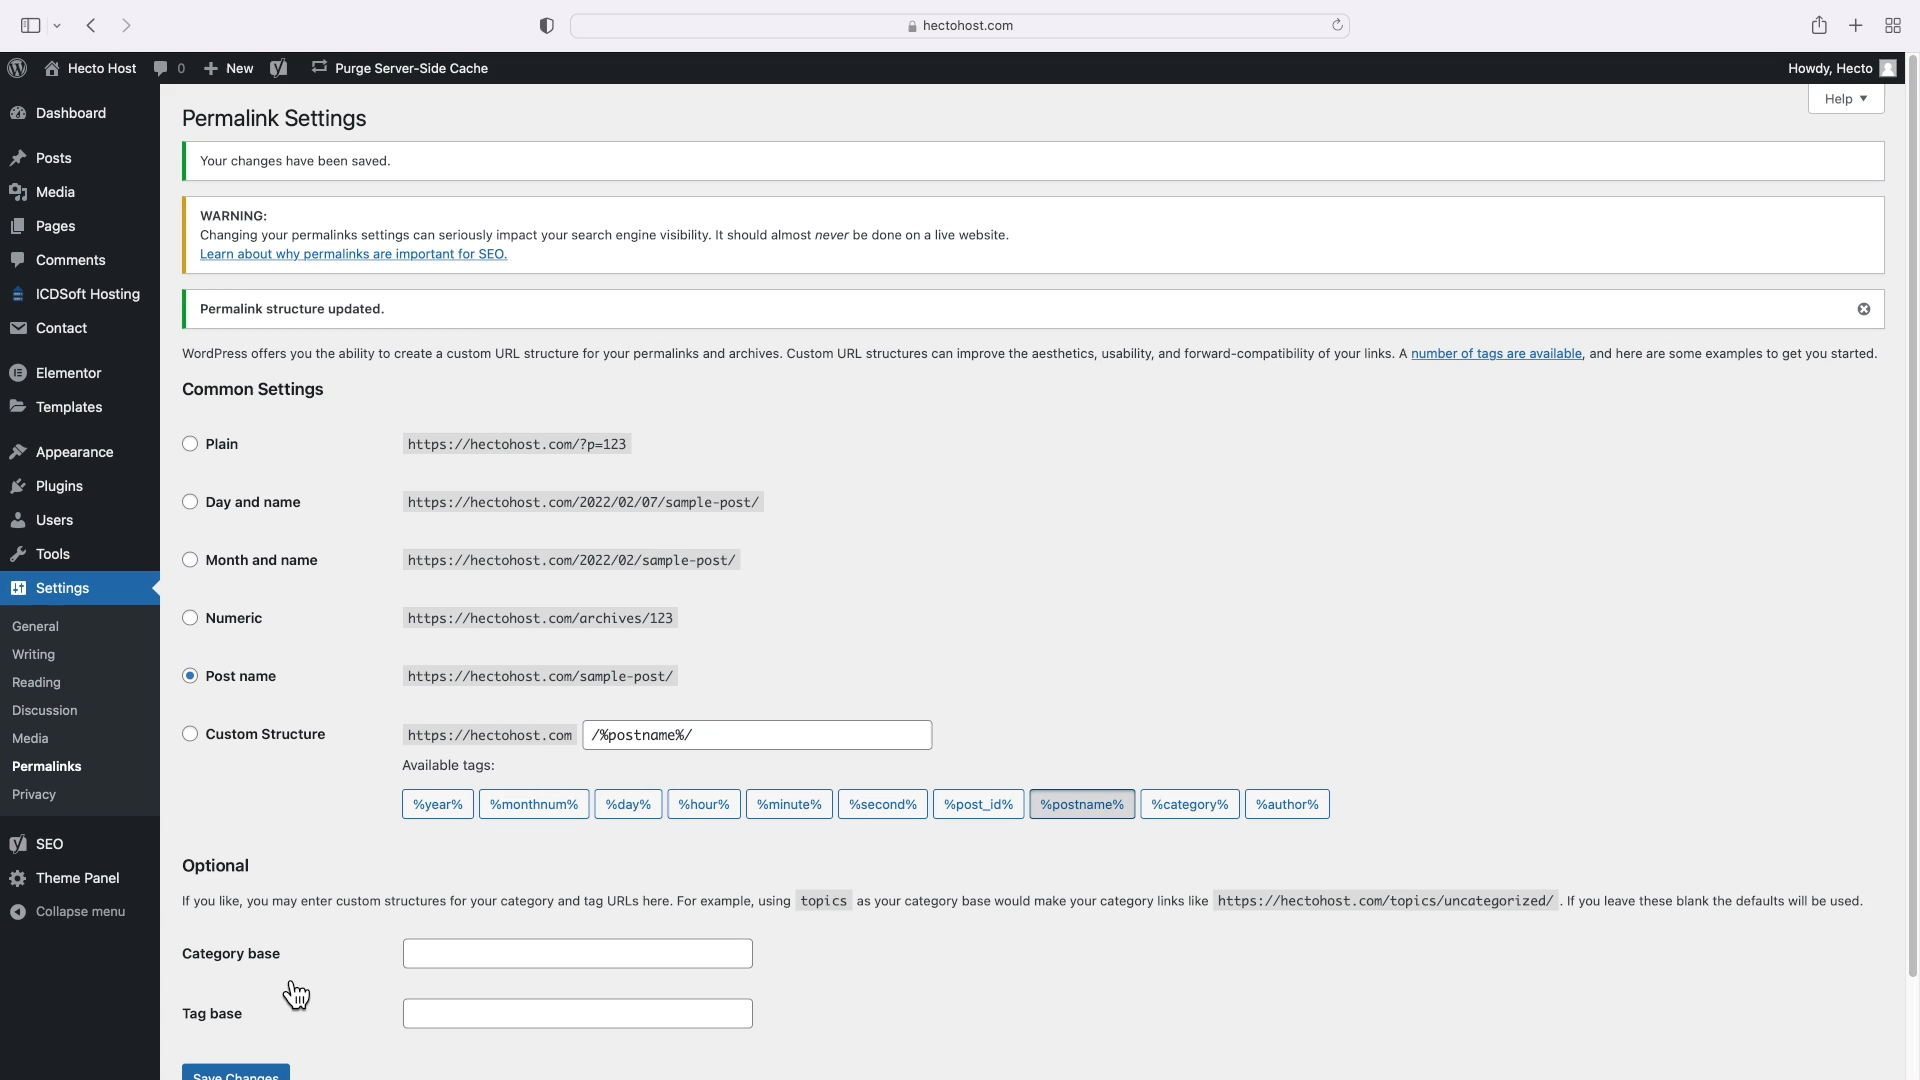 hectohost.com
Hecto Host
0
New
Purge Server-Side Cache
Howdy, Hecto
Help
Dashboard
Posts
Media
Pages
Comments
ICDSoft Hosting
Contact
Elementor
Templates
Appearance
Plugins
Users
Tools
Settings
General
Writing
Reading
Discussion
Media
Permalinks
Privacy
SEO
Theme Panel
Collapse menu
Permalink Settings
Your changes have been saved.
WARNING:
Changing your permalinks settings can seriously impact your search engine visibility. It should almost never be done on a live website.
Learn about why permalinks are important for SEO.
Permalink structure updated.
WordPress offers you the ability to create a custom URL structure for your permalinks and archives. Custom URL structures can improve the aesthetics, usability, and forward-compatibility of your links. A number of tags are available, and here are some examples to get you started.
Common Settings
Plain https://hectohost.com/?p=123
Day and name https://hectohost.com/2022/02/07/sample-post/
Month and name https://hectohost.com/2022/02/sample-post/
Numeric https://hectohost.com/archives/123
Post name https://hectohost.com/sample-post/
Custom Structure https://hectohost.com /%postname%/
Available tags:
%year% %monthnum% %day% %hour% %minute% %second% %post_id% %postname% %category% %author%
Optional
If you like, you may enter custom structures for your category and tag URLs here. For example, using topics as your category base would make your category links like https://hectohost.com/topics/uncategorized/ . If you leave these blank the defaults will be used.
Category base
Tag base
Save Changes